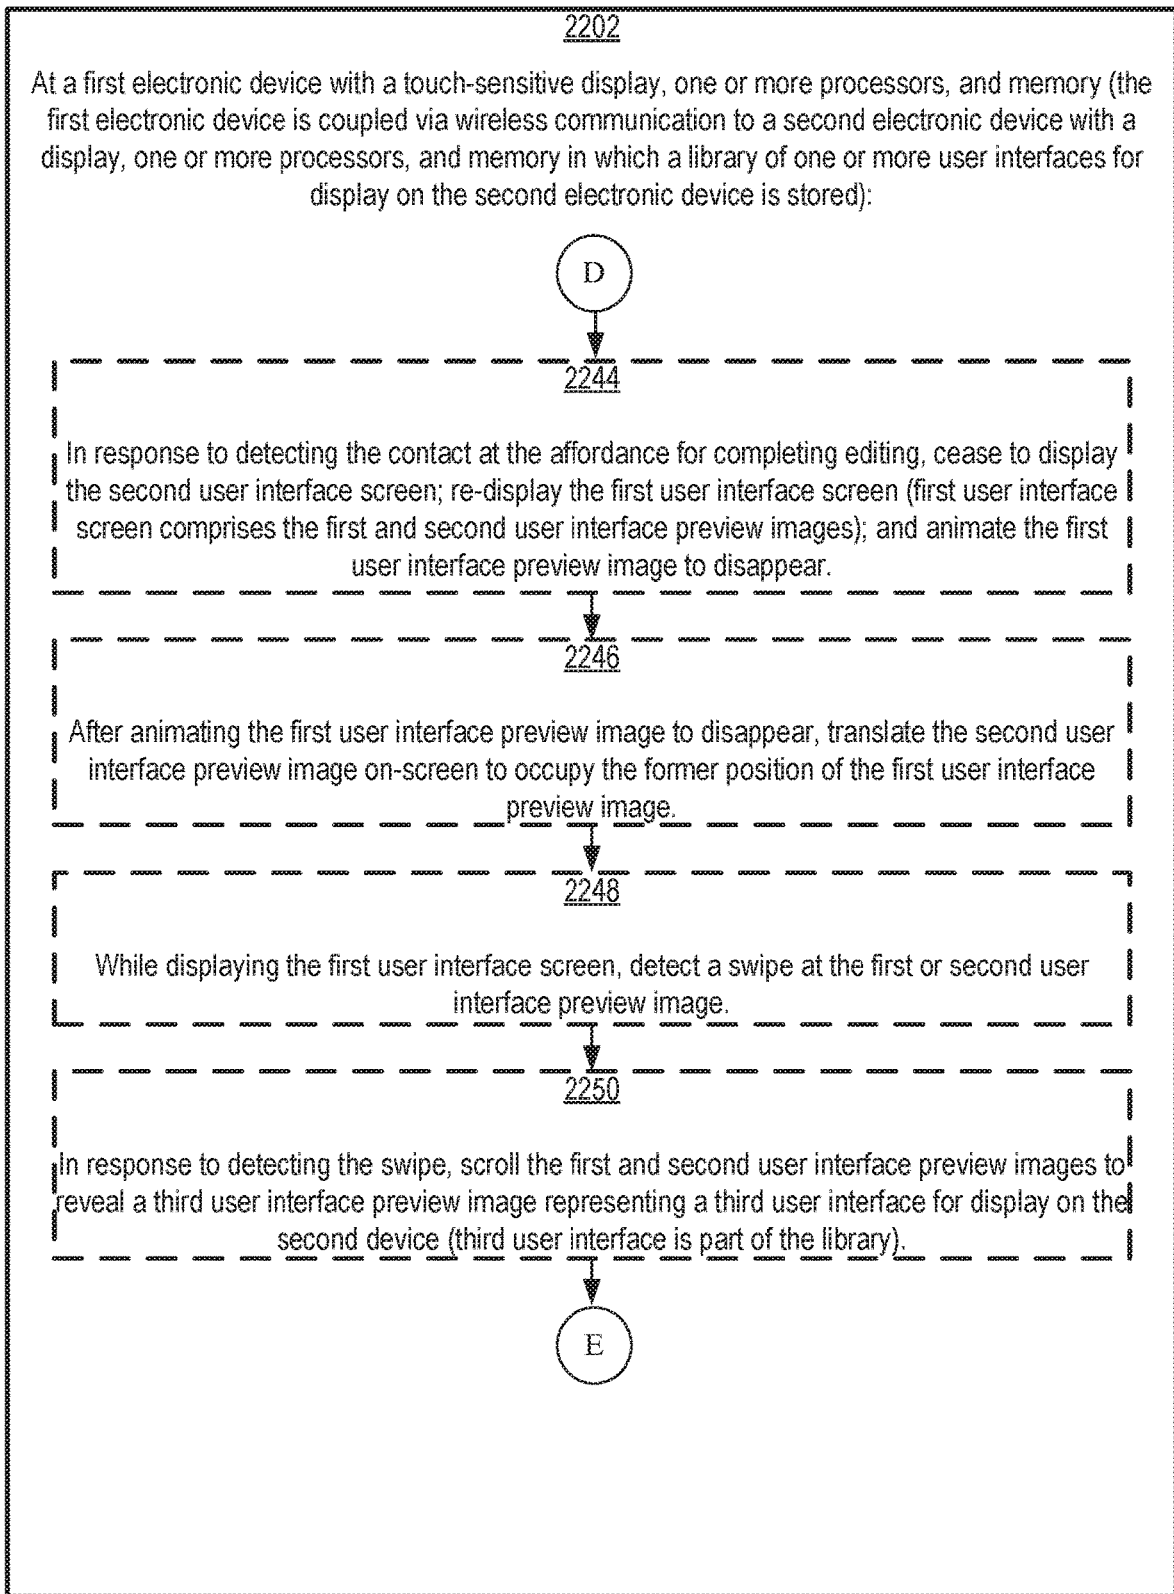 2202
At a first electronic device with a touch-sensitive display, one or more processors, and memory (the
first electronic device is coupled via wireless communication to a second electronic device with a
display, one or more processors, and memory in which a library of one or more user interfaces for
display on the second electronic device is stored):
D
2244
In response to detecting the contact at the affordance for completing editing, cease to display
the second user interface screen; re-display the first user interface screen (first user interface
screen comprises the first and second user interface preview images); and animate the first
user interface preview image to disappear.
2246
After animating the first user interface preview image to disappear, translate the second user
interface preview image on-screen to occupy the former position of the first user interface
preview image.
2248
While displaying the first user interface screen, detect a swipe at the first or second user
interface preview image.
2250
In response to detecting the swipe, scroll the first and second user interface preview images to
reveal a third user interface preview image representing a third user interface for display on the
second device (third user interface is part of the library).
E